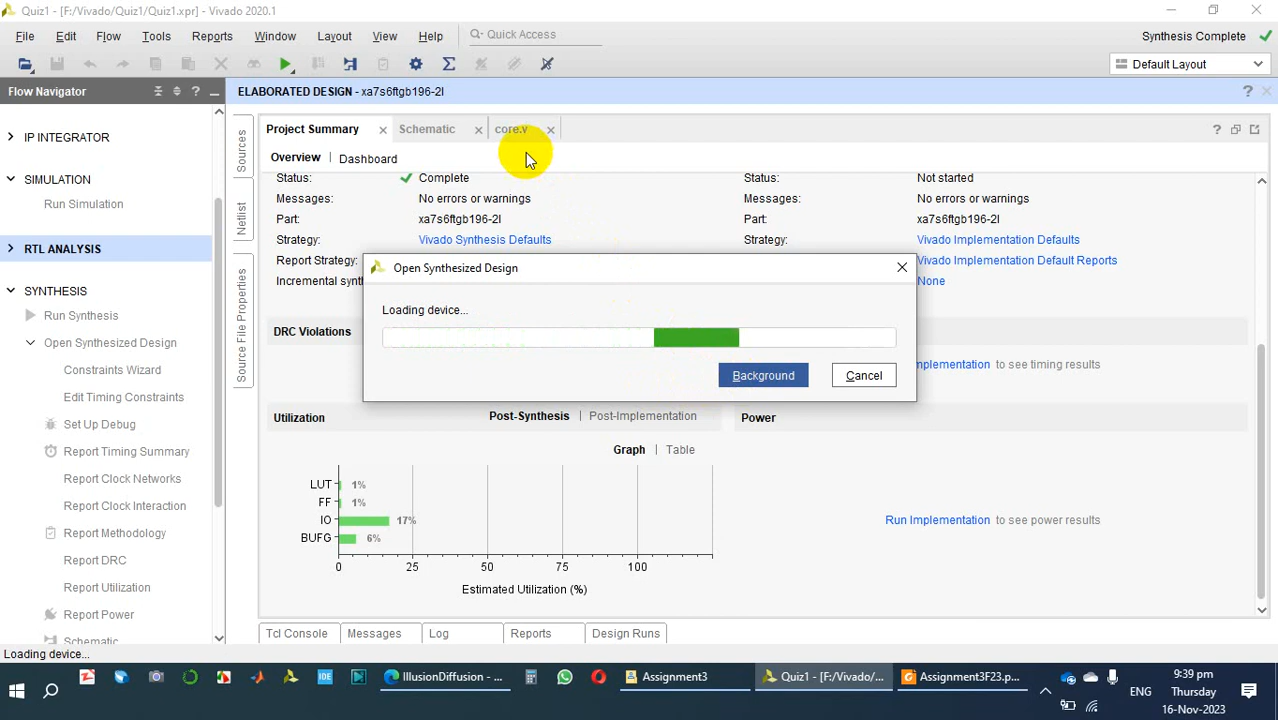 Quiz1 - [F:/Vivado/Quiz1/Quiz1.xpr] - Vivado 2020.1
File Edit Flow Tools Reports Window Layout View Help Quick Access Synthesis Complete
Default Layout
Flow Navigator
ELABORATED DESIGN - xa7s6ftgb196-2I
IP INTEGRATOR
SIMULATION
Run Simulation
RTL ANALYSIS
SYNTHESIS
Run Synthesis
Open Synthesized Design
Constraints Wizard
Edit Timing Constraints
Set Up Debug
Report Timing Summary
Report Clock Networks
Report Clock Interaction
Report Methodology
Report DRC
Report Utilization
Report Power
Schematic
Sources
Netlist
Source File Properties
Project Summary Schematic core.v
Overview Dashboard
Status: Complete
Messages: No errors or warnings
Part: xa7s6ftgb196-2I
Strategy: Vivado Synthesis Defaults
Report Strategy:
Incremental synth
Status: Not started
Messages: No errors or warnings
Part: xa7s6ftgb196-2I
Strategy: Vivado Implementation Defaults
Vivado Implementation Default Reports
None
Open Synthesized Design
Loading device...
Background Cancel
DRC Violations
mplementation to see timing results
Utilization Post-Synthesis Post-Implementation
Graph Table
LUT 1%
FF 1%
IO 17%
BUFG 6%
0 25 50 75 100
Estimated Utilization (%)
Power
Run Implementation to see power results
Tcl Console Messages Log Reports Design Runs
Loading device...
IDE
IllusionDiffusion - ...
Assignment3
Quiz1 - [F:/Vivado/...
Assignment3F23.p...
ENG
9:39 pm
Thursday
16-Nov-2023